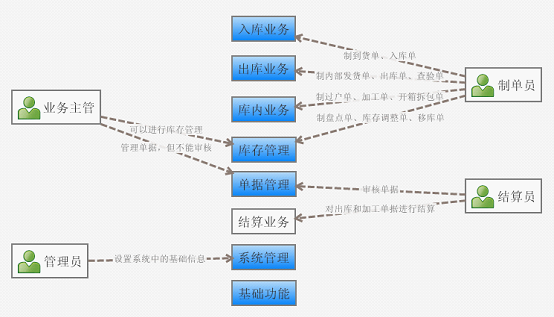 入库业务
制到货单、入库单
出库业务
制内部发货单、出库单、查验单
制单员
业务主管
库内业务
制过户单、加工单、开箱拆包单
制盘点单、库存调整单、移库单
可以进行库存管理
管理单据，但不能审核
库存管理
单据管理
审核单据
结算员
对出库和加工单据进行结算
结算业务
管理员
设置系统中的基础信息
系统管理
基础功能